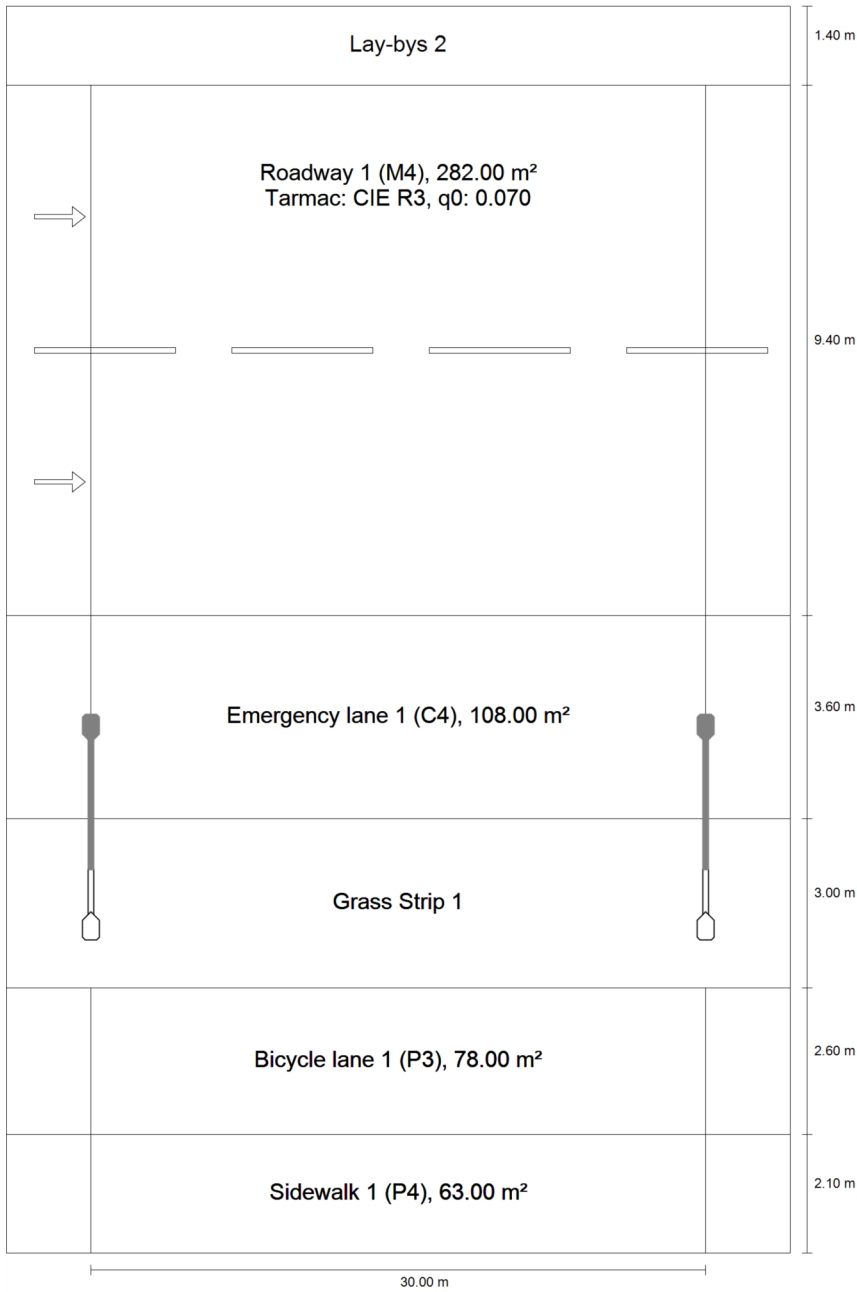 Lay-bys 2
1.40 m
Roadway 1 (M4), 282.00 m²
Tarmac: CIE R3, q0: 0.070
9.40 m
Emergency lane 1 (C4), 108.00 m²
3.60 m
Grass Strip 1
3.00 m
Bicycle lane 1 (P3), 78.00 m²
2.60 m
Sidewalk 1 (P4), 63.00 m²
2.10 m
30.00 m